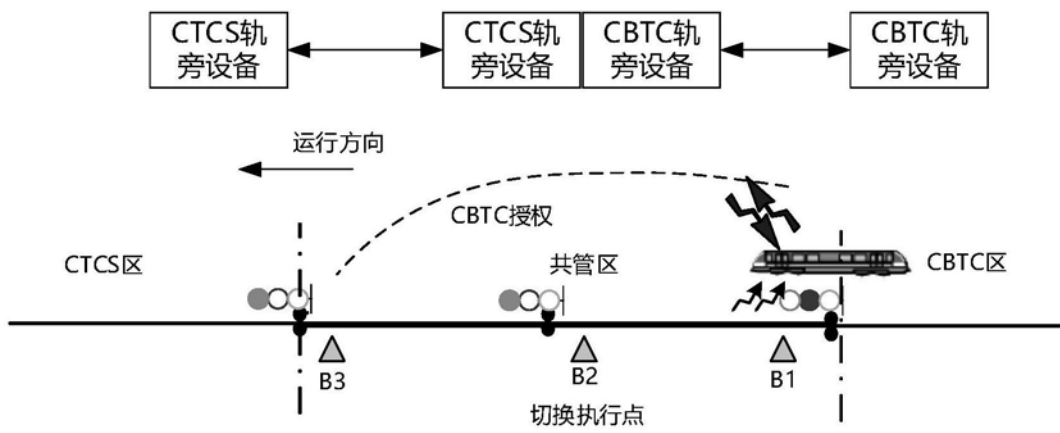 CTCS轨
旁设备
CTCS轨
旁设备
CBTC轨
旁设备
CBTC轨
旁设备
运行方向
CBTC授权
CTCS区
共管区
CBTC区
B3
B2
B1
切换执行点